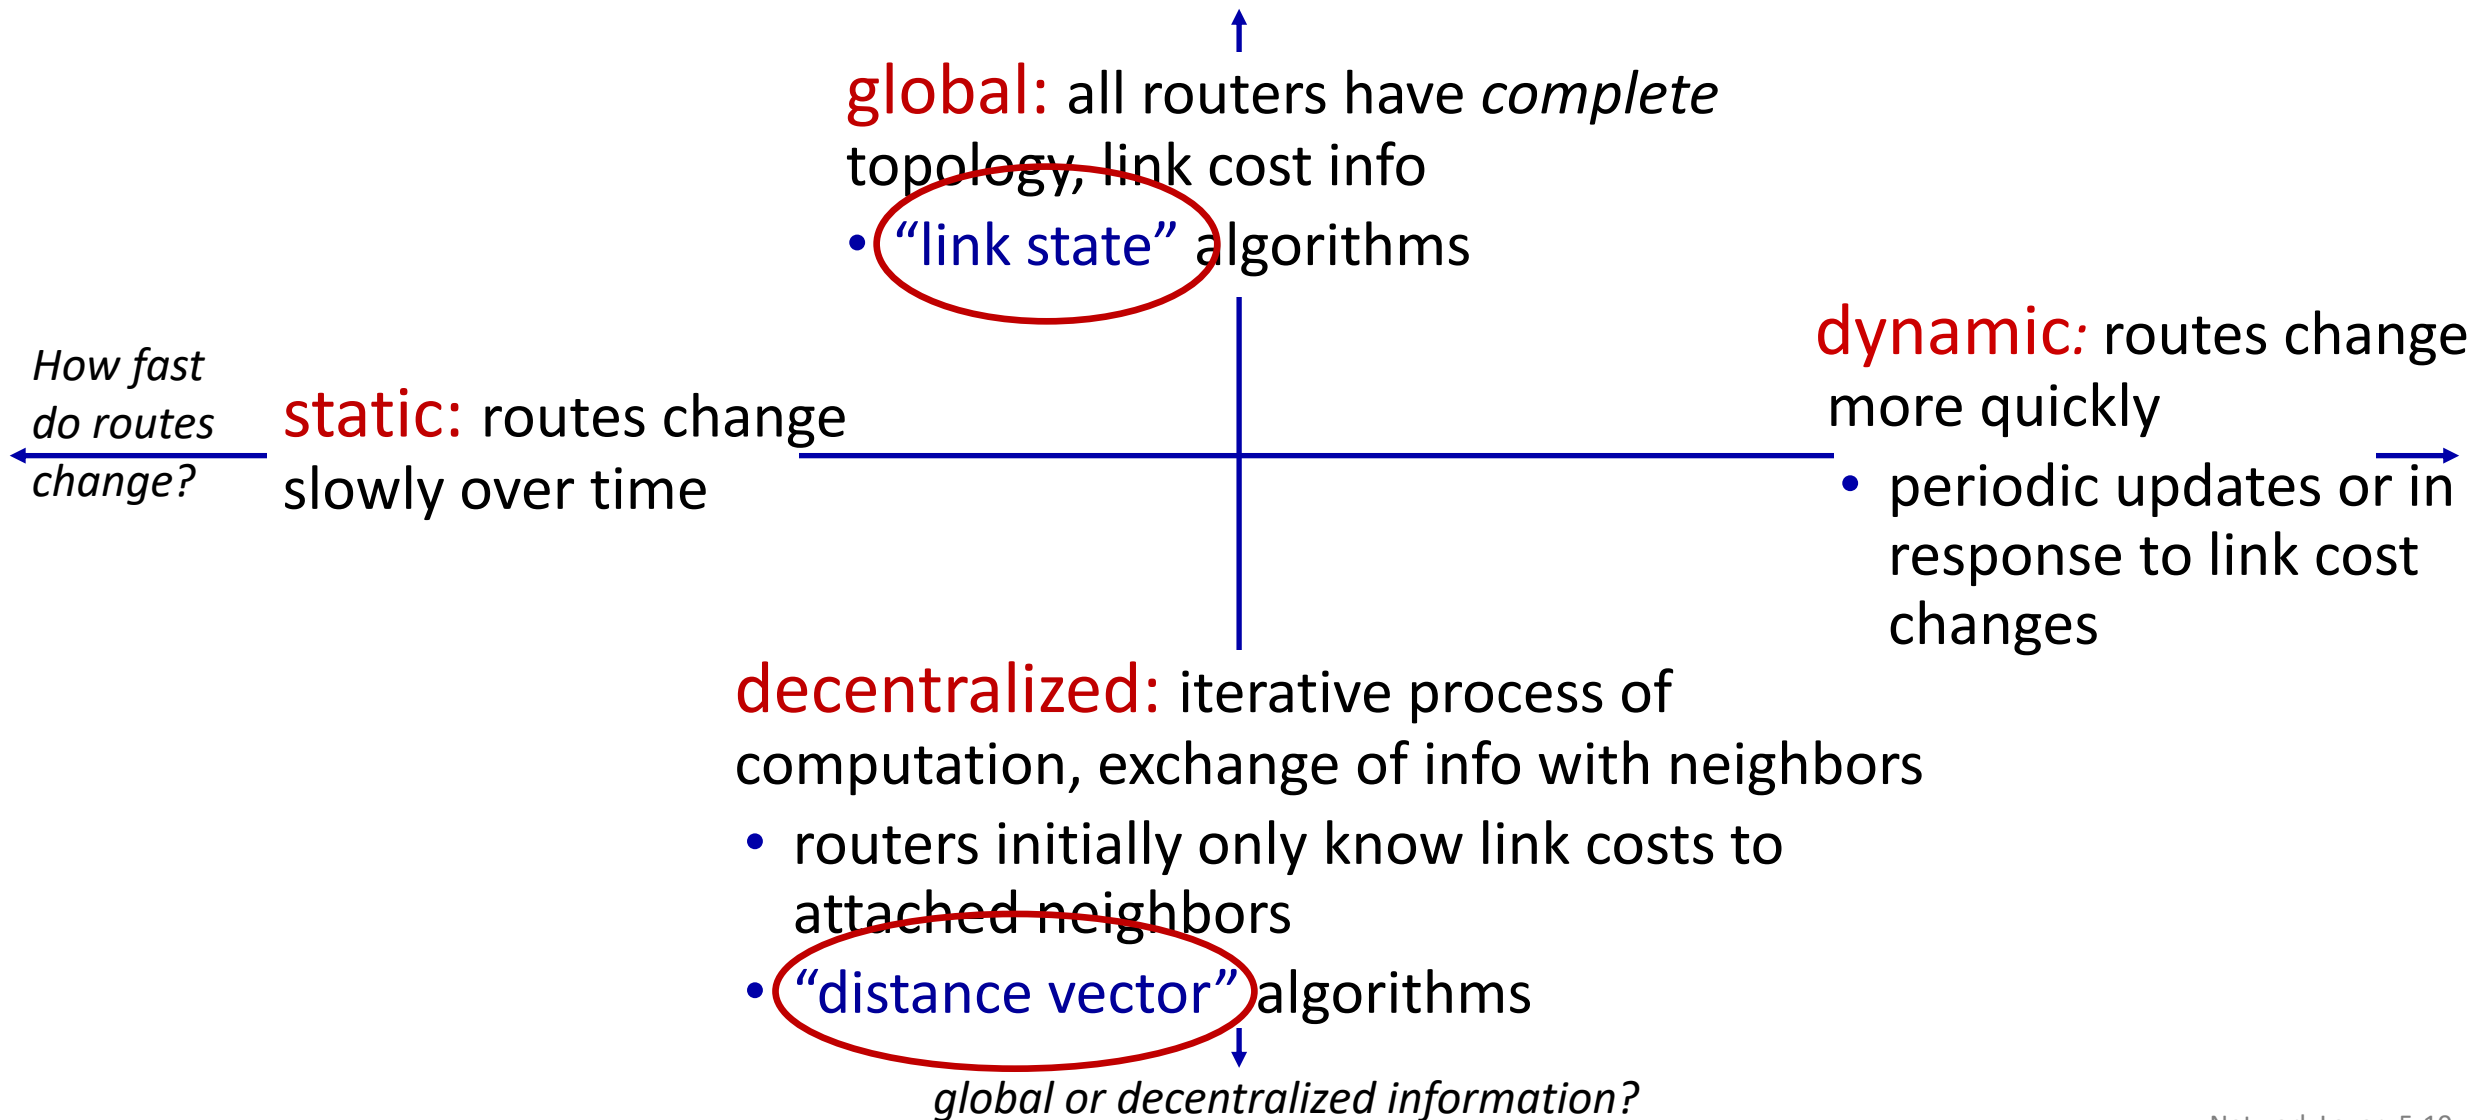 global: all routers have complete
topology, link cost info
• “link state” algorithms
How fast
do routes
change?
static: routes change
slowly over time
dynamic: routes change
more quickly
• periodic updates or in
response to link cost
changes
decentralized: iterative process of
computation, exchange of info with neighbors
• routers initially only know link costs to
attached neighbors
• “distance vector” algorithms
global or decentralized information?